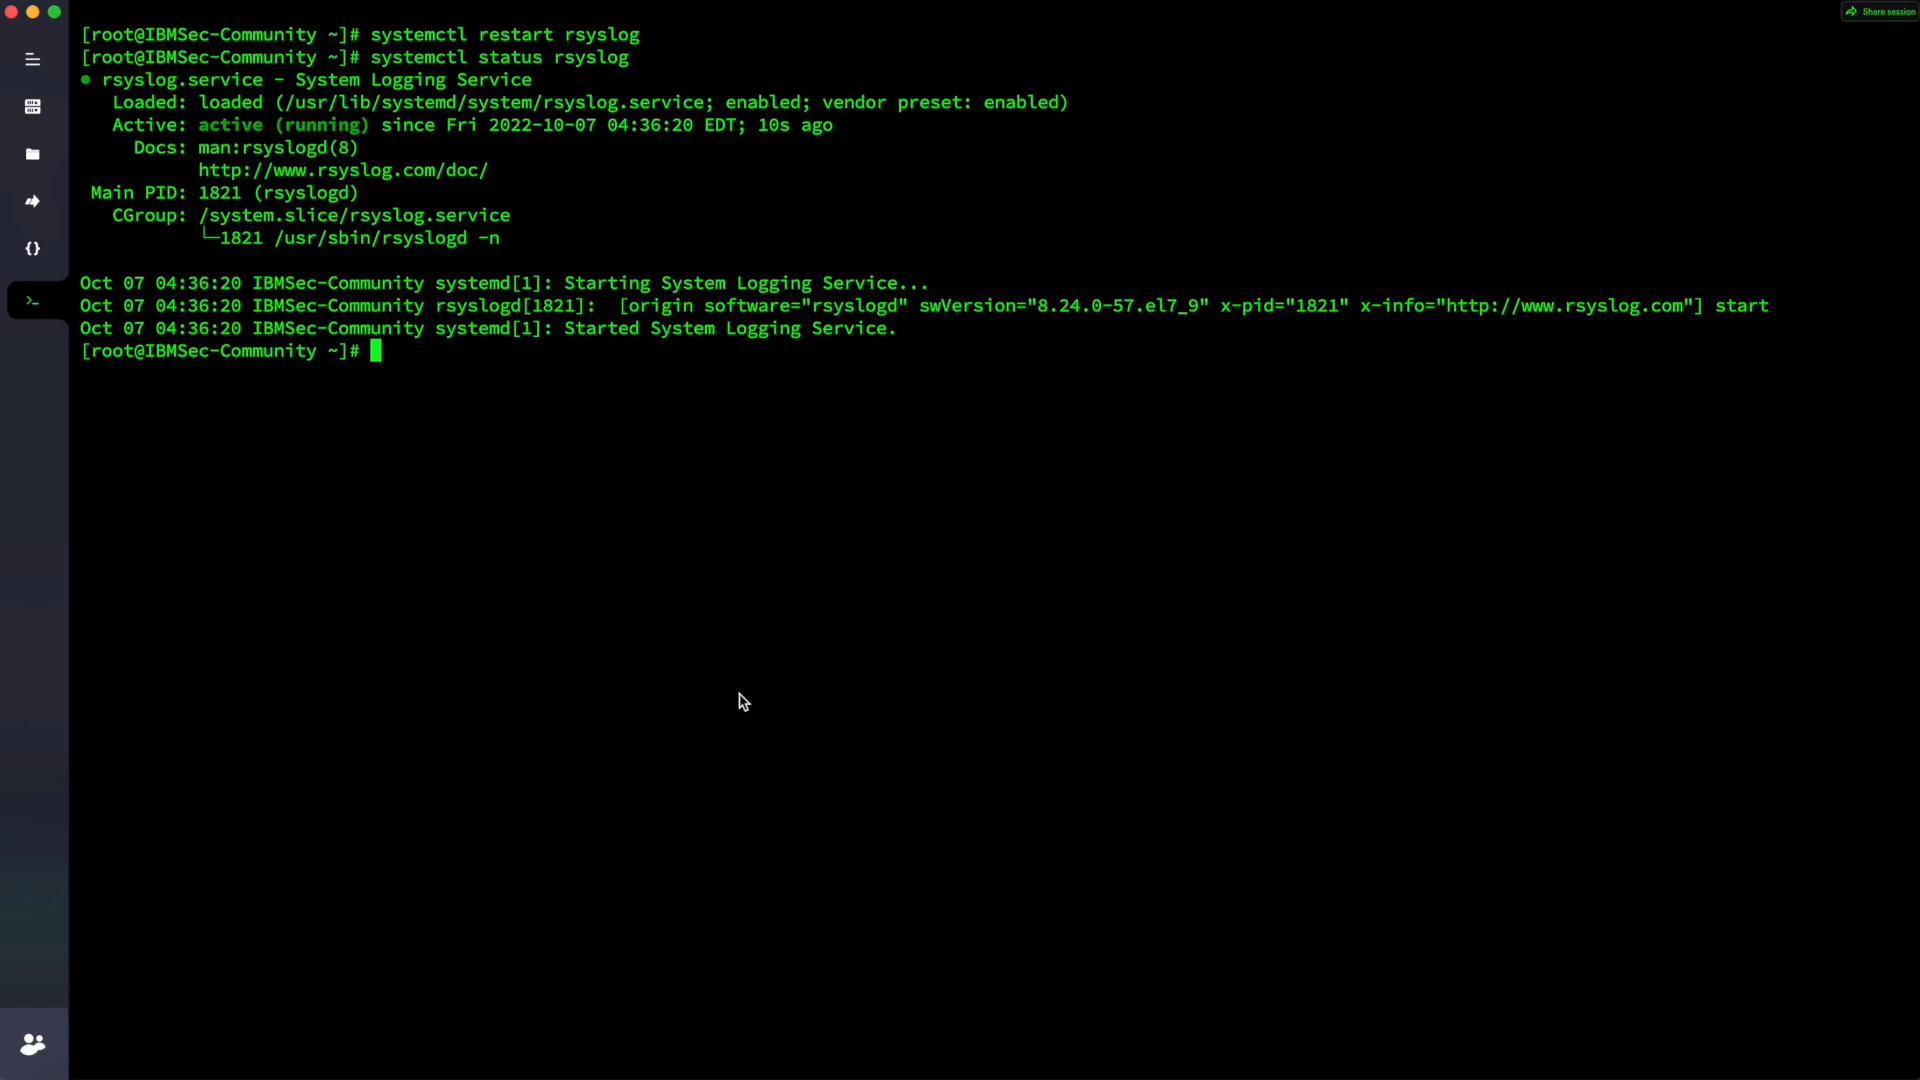 Share session
[root@IBMSec-Community ~]# systemctl restart rsyslog
[root@IBMSec-Community ~]# systemctl status rsyslog
● rsyslog.service - System Logging Service
   Loaded: loaded (/usr/lib/systemd/system/rsyslog.service; enabled; vendor preset: enabled)
   Active: active (running) since Fri 2022-10-07 04:36:20 EDT; 10s ago
     Docs: man:rsyslogd(8)
           http://www.rsyslog.com/doc/
 Main PID: 1821 (rsyslogd)
   CGroup: /system.slice/rsyslog.service
           └─1821 /usr/sbin/rsyslogd -n
Oct 07 04:36:20 IBMSec-Community systemd[1]: Starting System Logging Service...
Oct 07 04:36:20 IBMSec-Community rsyslogd[1821]:  [origin software="rsyslogd" swVersion="8.24.0-57.el7_9" x-pid="1821" x-info="http://www.rsyslog.com"] start
Oct 07 04:36:20 IBMSec-Community systemd[1]: Started System Logging Service.
[root@IBMSec-Community ~]#